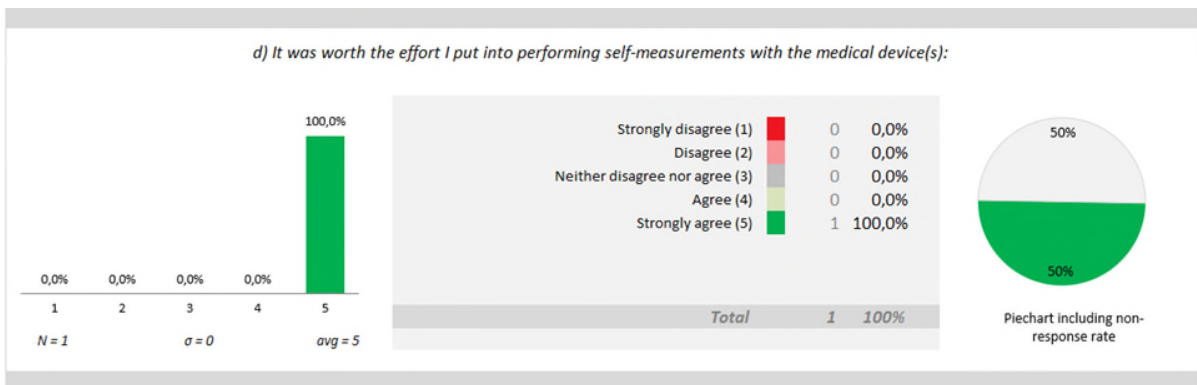 d) It was worth the effort I put into performing self-measurements with the medical device(s):
100,0%
0,0% 0,0% 0,0% 0,0%
1 2 3 4 5
N = 1 σ = 0 avg = 5
Strongly disagree (1) 0 0,0%
Disagree (2) 0 0,0%
Neither disagree nor agree (3) 0 0,0%
Agree (4) 0 0,0%
Strongly agree (5) 1 100,0%
Total 1 100%
50%
50%
Piechart including non-
response rate